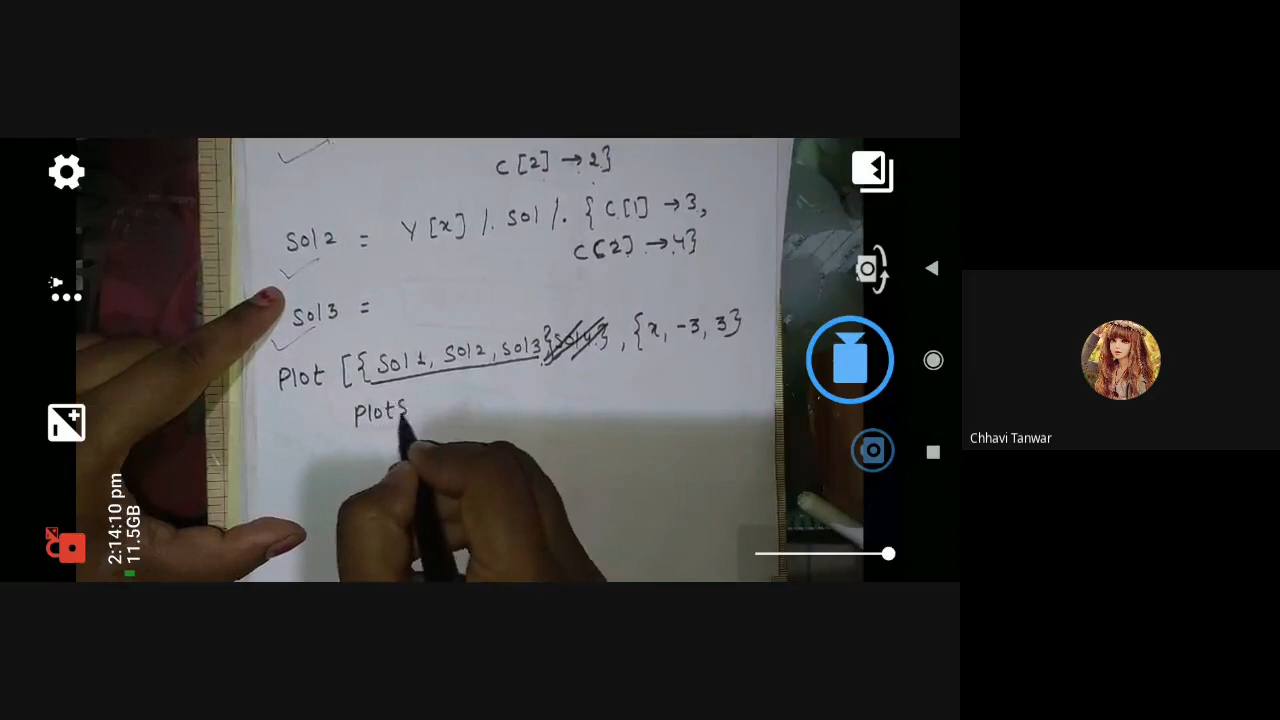 C[2] → 2}
Sol2 = Y[x] /. Sol /. {C[1] → 3,
C[2] → 4}
Sol3 =
Plot [{Sol1, Sol2, Sol3} , {x, -3, 3}
PlotS
2:14:10 pm
11.5GB
Chhavi Tanwar